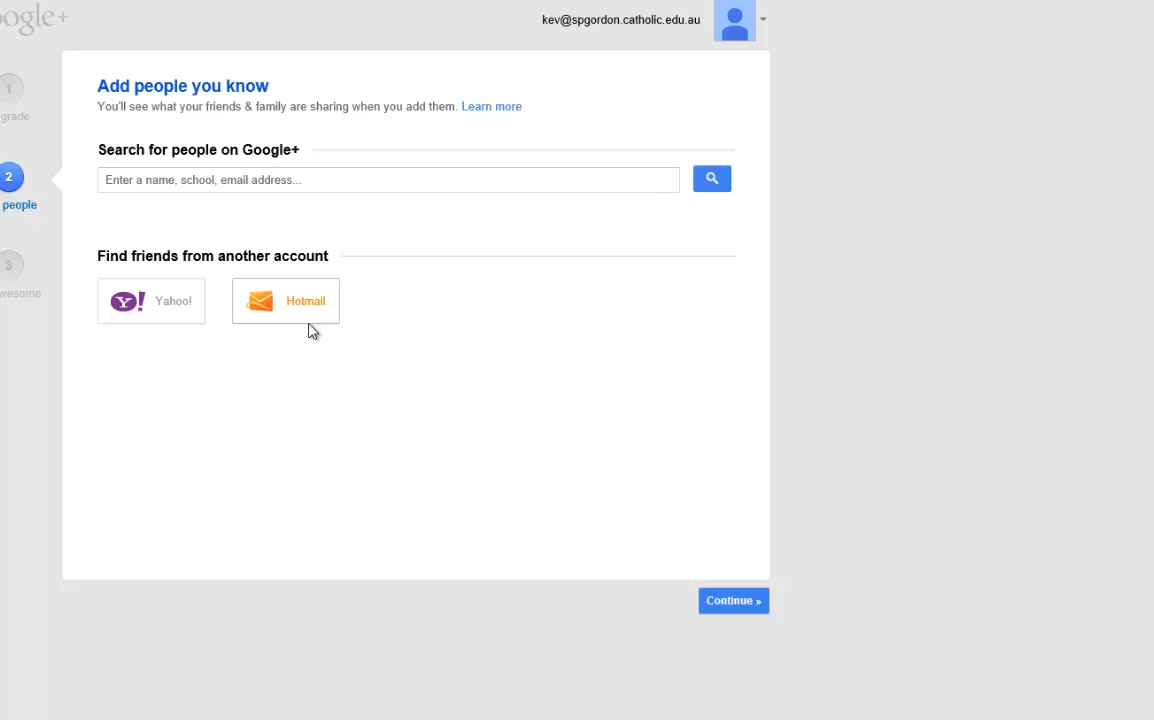 oogle+
kev@spgordon.catholic.edu.au
1
grade
Add people you know
You'll see what your friends & family are sharing when you add them. Learn more
Search for people on Google+
Enter a name, school, email address...
2
people
Find friends from another account
3
wesome
Y! Yahoo!
Hotmail
Continue »